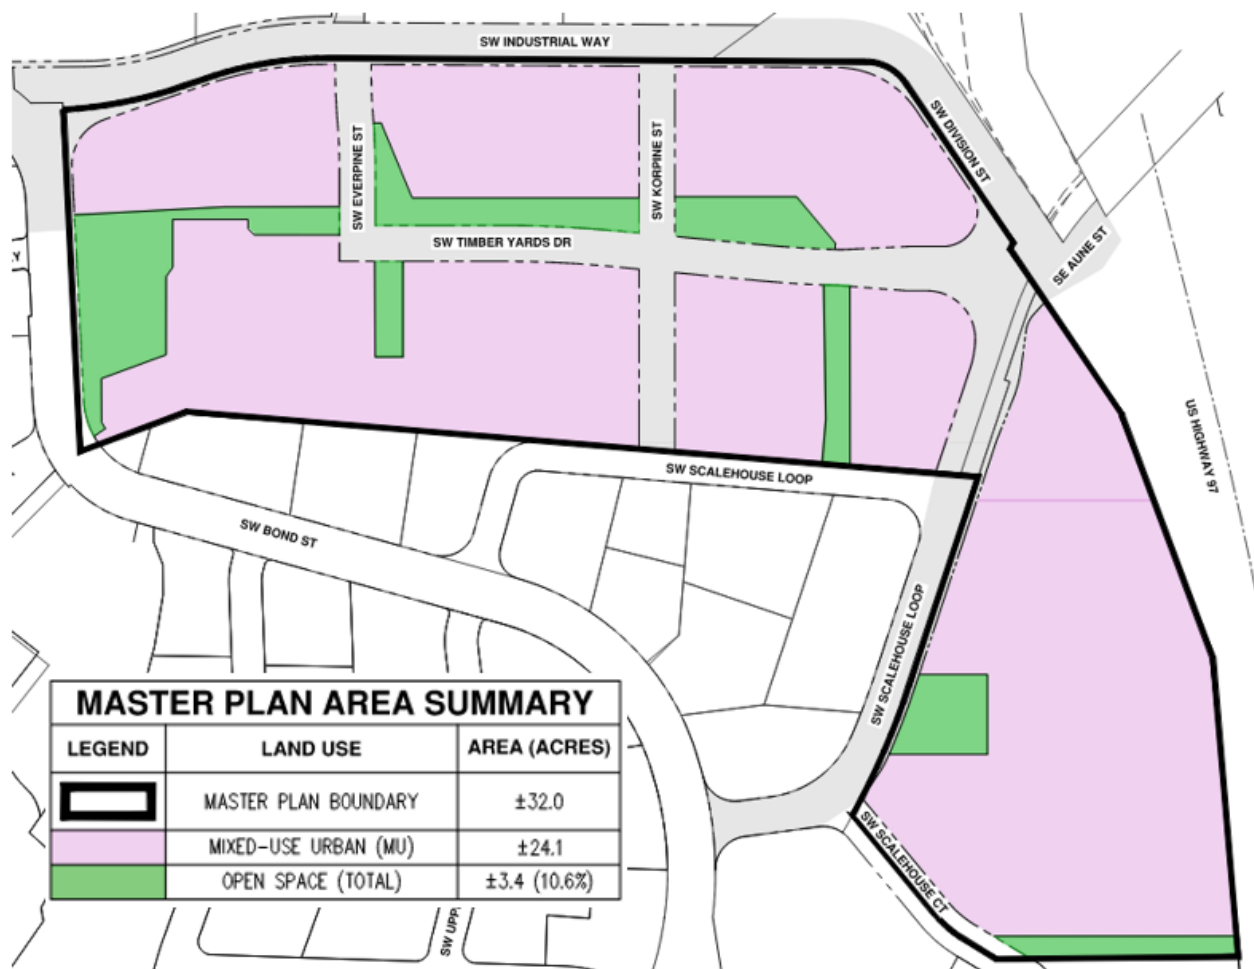 SW INDUSTRIAL WAY
SW DIVISION ST
SW EVERPINE ST
SW KORPINE ST
SW TIMBER YARDS DR
SE AUNE ST
Y
US HIGHWAY 97
SW SCALEHOUSE LOOP
SW BOND ST
SW SCALEHOUSE LOOP
SW SCALEHOUSE CT
MASTER PLAN AREA SUMMARY
LEGEND LAND USE AREA (ACRES)
MASTER PLAN BOUNDARY ±32.0
MIXED-USE URBAN (MU) ±24.1
OPEN SPACE (TOTAL) ±3.4 (10.6%)
SW UPP